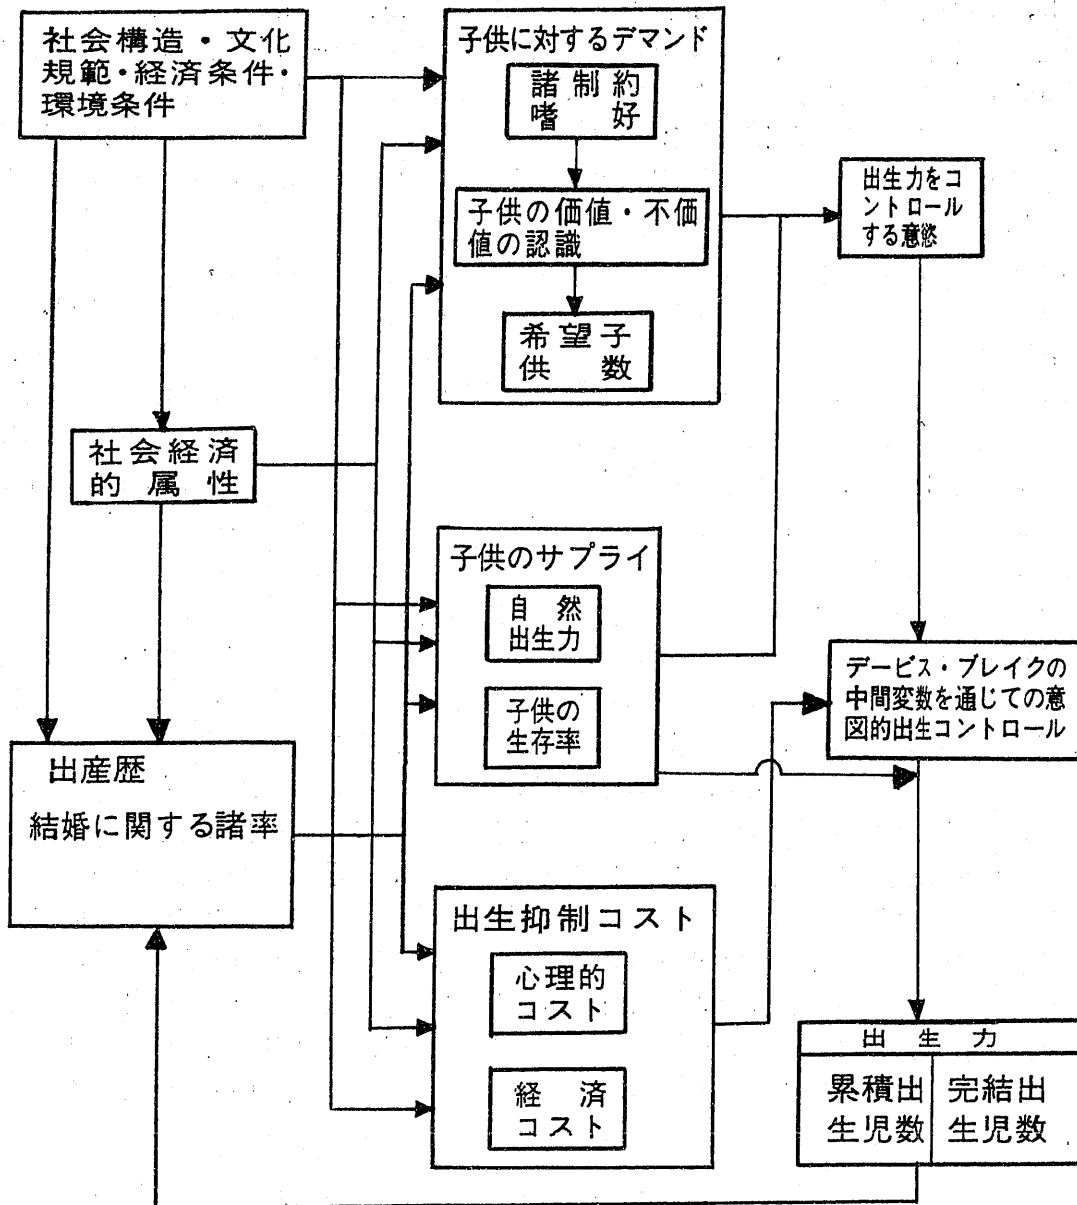 社会構造・文化
規範・経済条件・
環境条件
子供に対するデマンド
諸制約
嗜好
子供の価値・不価
値の認識
希望子
供数
出生力をコ
ントロール
する意慾
社会経済
的属性
子供のサプライ
自然
出生力
子供の
生存率
デービス・ブレイクの
中間変数を通じての意
図的出生コントロール
出産歴
結婚に関する諸率
出生抑制コスト
心理的
コスト
経済
コスト
出生力
累積出
生児数
完結出
生児数